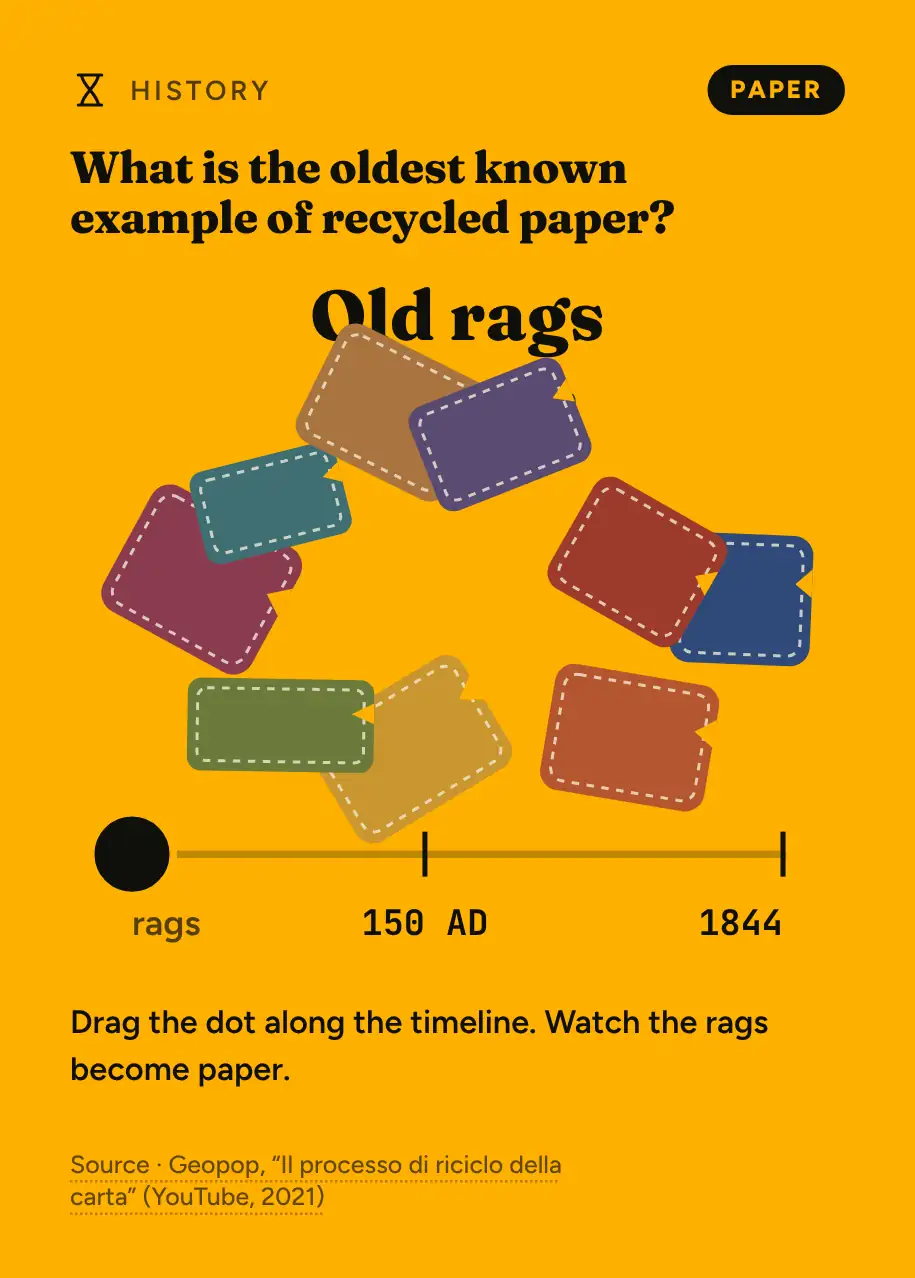 HISTORY
PAPER
What is the oldest known
example of recycled paper?
Old rags
rags
150 AD
1844
Drag the dot along the timeline. Watch the rags
become paper.
Source · Geopop, “Il processo di riciclo della
carta” (YouTube, 2021)